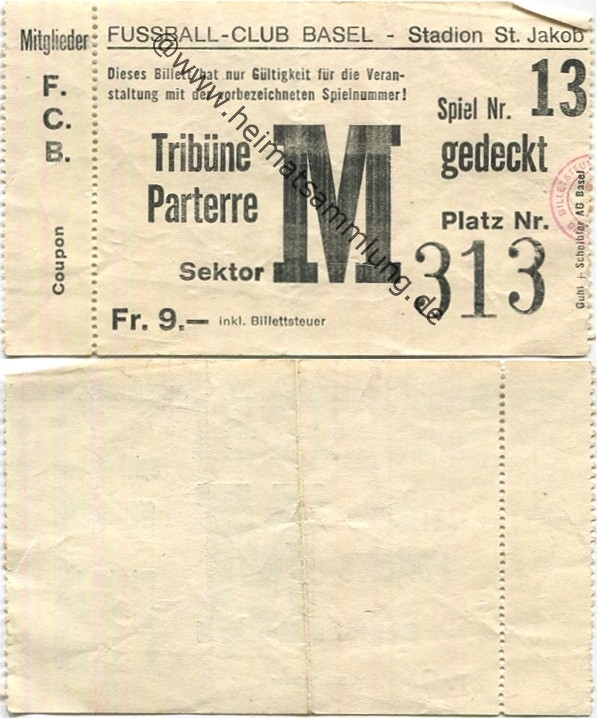 Mitglieder
F.
C.
B.
Coupon
FUSSBALL-CLUB BASEL - Stadion St. Jakob
Dieses Billett hat nur Gültigkeit für die Veran-
staltung mit der vorbezeichneten Spielnummer!
Spiel Nr. 13
Tribüne M gedeckt
Parterre
Platz Nr.
Sektor
313
Fr. 9.— inkl. Billettsteuer
Guhl + Scheibler AG Basel
BILLETSTEU
@www.heimatsammlung.de